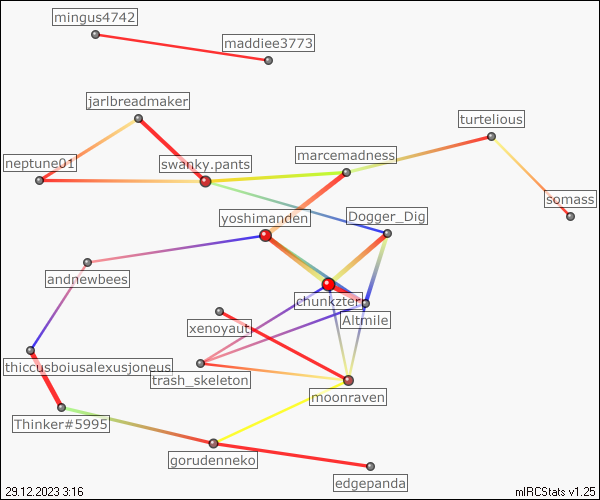 mingus4742
maddiee3773
jarlbreadmaker
turtelious
neptune01
swanky.pants
marcemadness
somass
yoshimanden
Dogger_Dig
andnewbees
chunkzter
Altmile
xenoyaut
thiccusboiusalexusjoneus
trash_skeleton
moonraven
Thinker#5995
gorudenneko
edgepanda
29.12.2023 3:16
mIRCStats v1.25